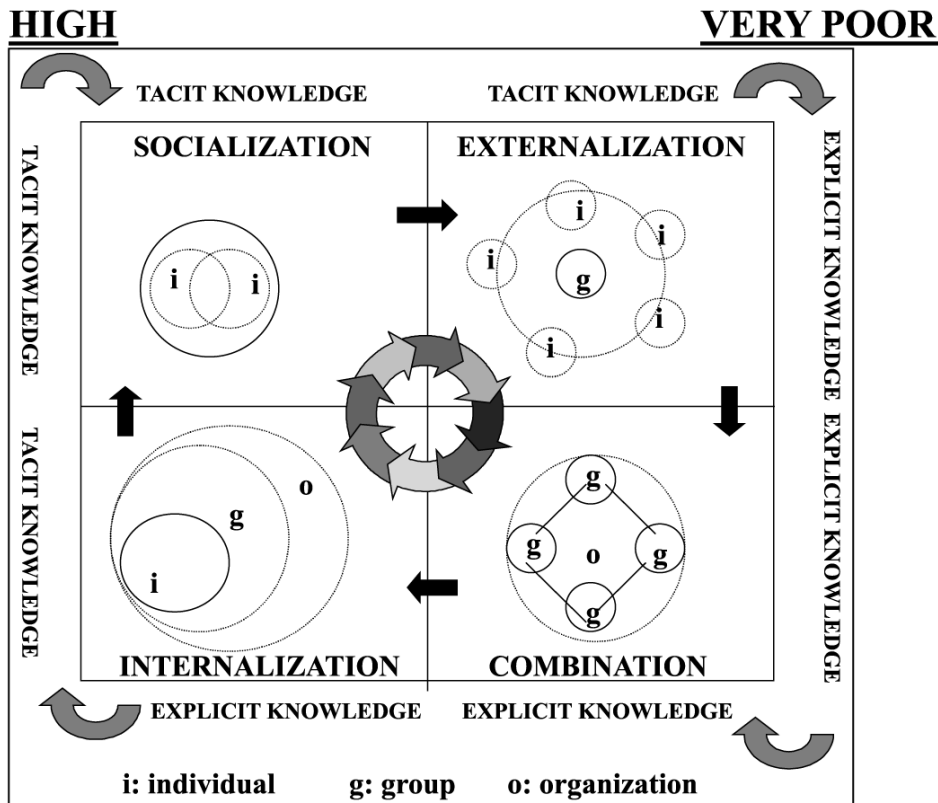 HIGH VERY POOR
TACIT KNOWLEDGE TACIT KNOWLEDGE
SOCIALIZATION EXTERNALIZATION
TACIT KNOWLEDGE
EXPLICIT KNOWLEDGE
i i
i
i
i
i
i
g
TACIT KNOWLEDGE
EXPLICIT KNOWLEDGE
i
g
o
g
g
g
g
o
INTERNALIZATION COMBINATION
EXPLICIT KNOWLEDGE EXPLICIT KNOWLEDGE
i: individual g: group o: organization